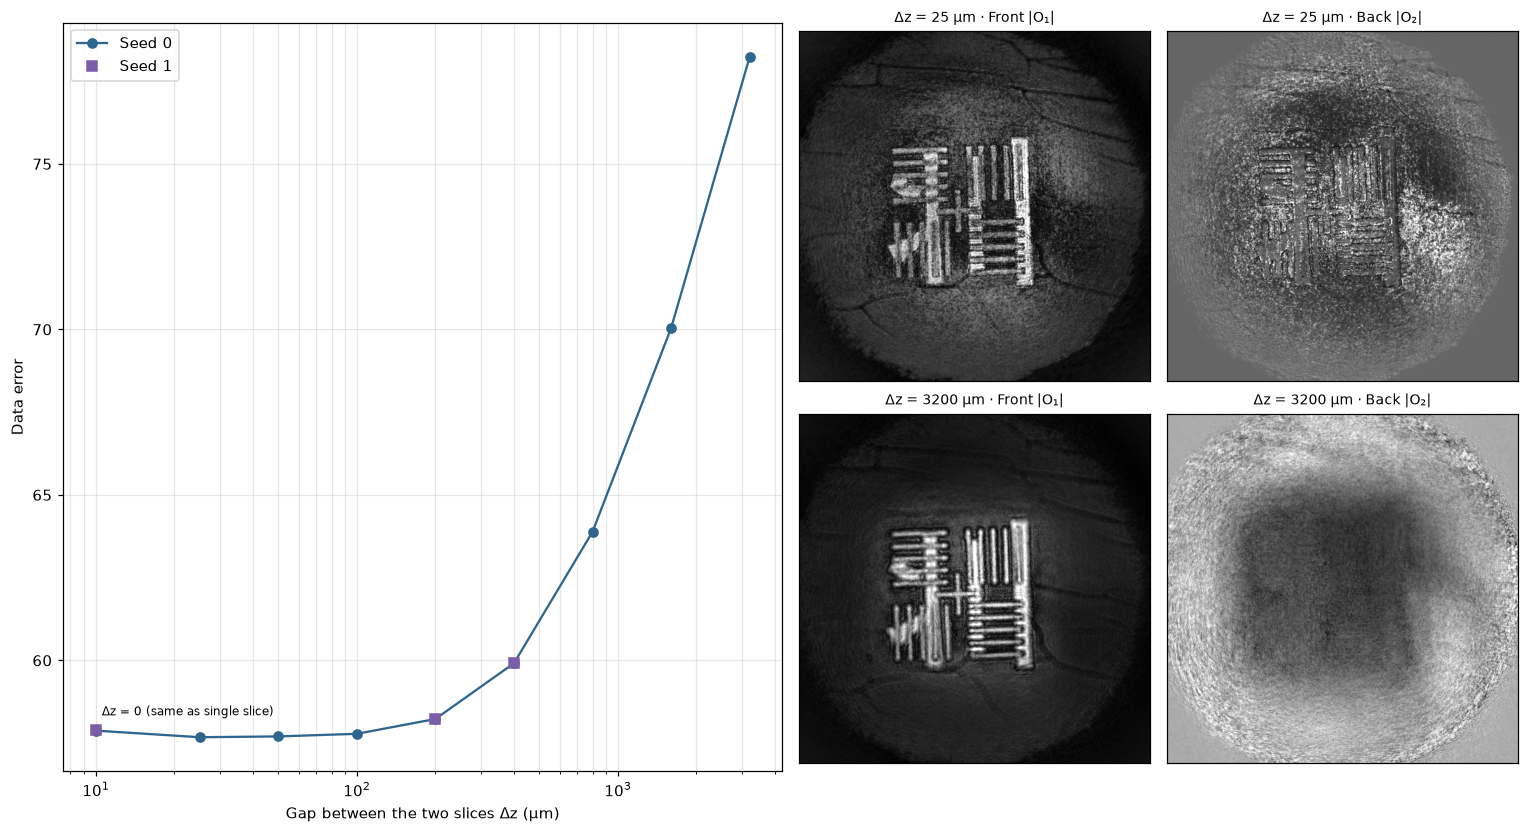 Seed 0
Seed 1
75
70
65
60
Data error
Δz = 0 (same as single slice)
10¹
10²
10³
Gap between the two slices Δz (µm)
Δz = 25 µm · Front |O₁|
Δz = 25 µm · Back |O₂|
Δz = 3200 µm · Front |O₁|
Δz = 3200 µm · Back |O₂|